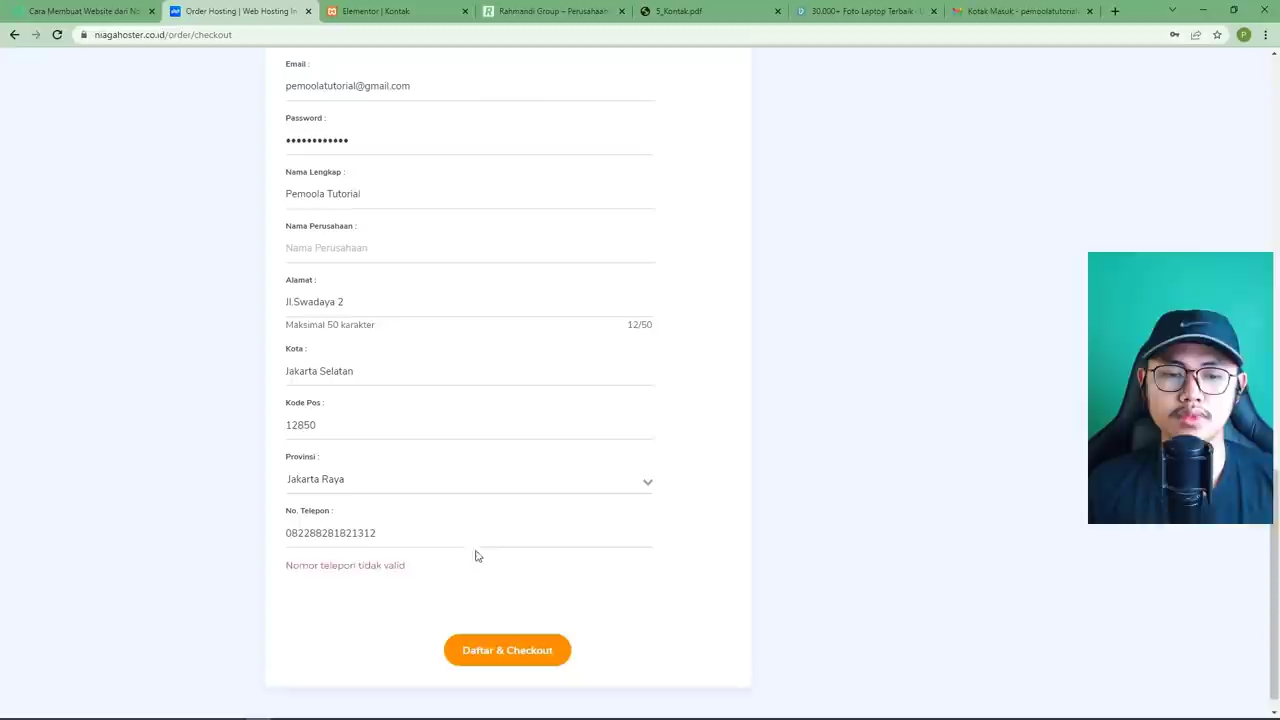 Cara Membuat Website dari No
Order Hosting | Web Hosting In
Elementor | Kontak
Rahmandi Group – Perusahaan
5_Kontak.pdf
30.000+ Foto Laptop Terbaik · U
Kotak Masuk - pemoolatutorial
niagahoster.co.id/order/checkout
Email :
pemoolatutorial@gmail.com
Password :
••••••••••••
Nama Lengkap :
Pemoola Tutorial
Nama Perusahaan :
Nama Perusahaan
Alamat :
Jl.Swadaya 2
Maksimal 50 karakter 12/50
Kota :
Jakarta Selatan
Kode Pos :
12850
Provinsi :
Jakarta Raya
No. Telepon :
082288281821312
Nomor telepon tidak valid
Daftar & Checkout